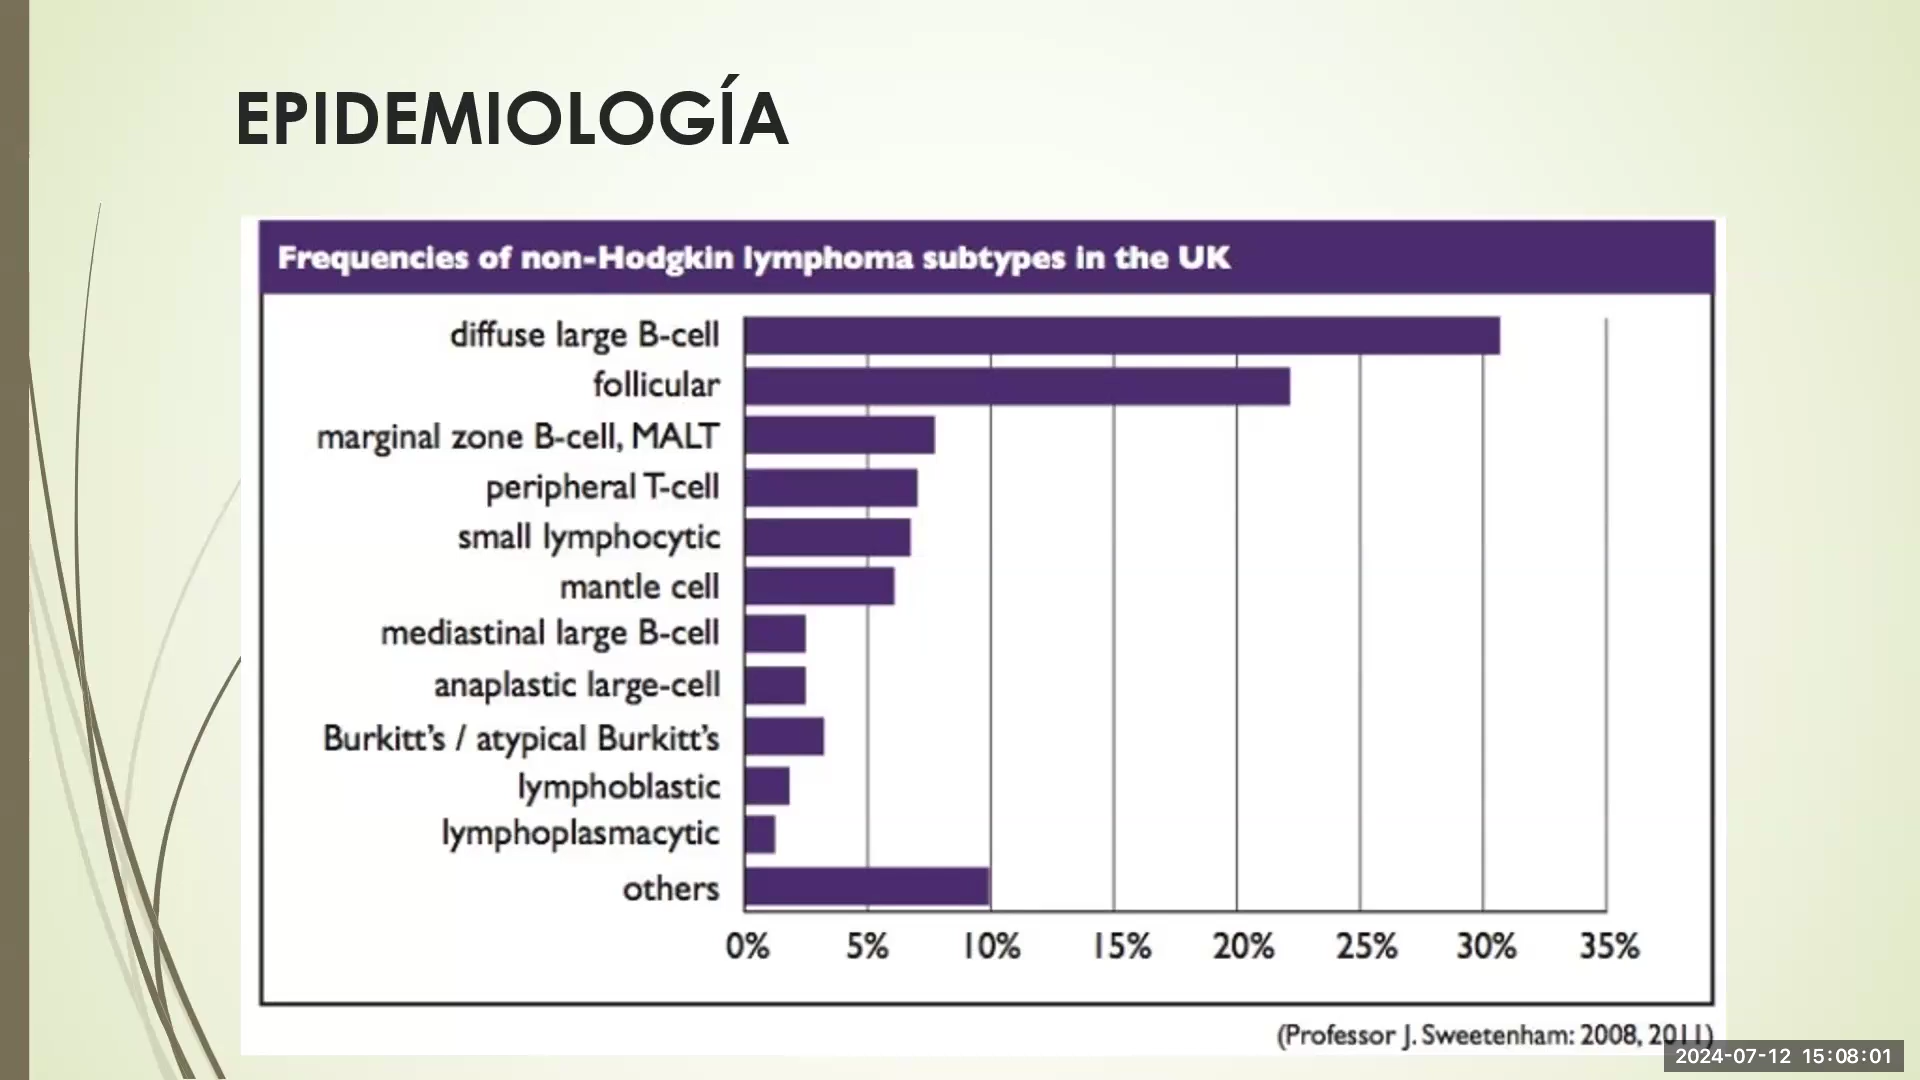 EPIDEMIOLOGÍA
Frequencies of non-Hodgkin lymphoma subtypes in the UK
diffuse large B-cell
follicular
marginal zone B-cell, MALT
peripheral T-cell
small lymphocytic
mantle cell
mediastinal large B-cell
anaplastic large-cell
Burkitt’s / atypical Burkitt’s
lymphoblastic
lymphoplasmacytic
others
0% 5% 10% 15% 20% 25% 30% 35%
(Professor J. Sweetenham: 2008, 2011)
2024-07-12 15:08:01